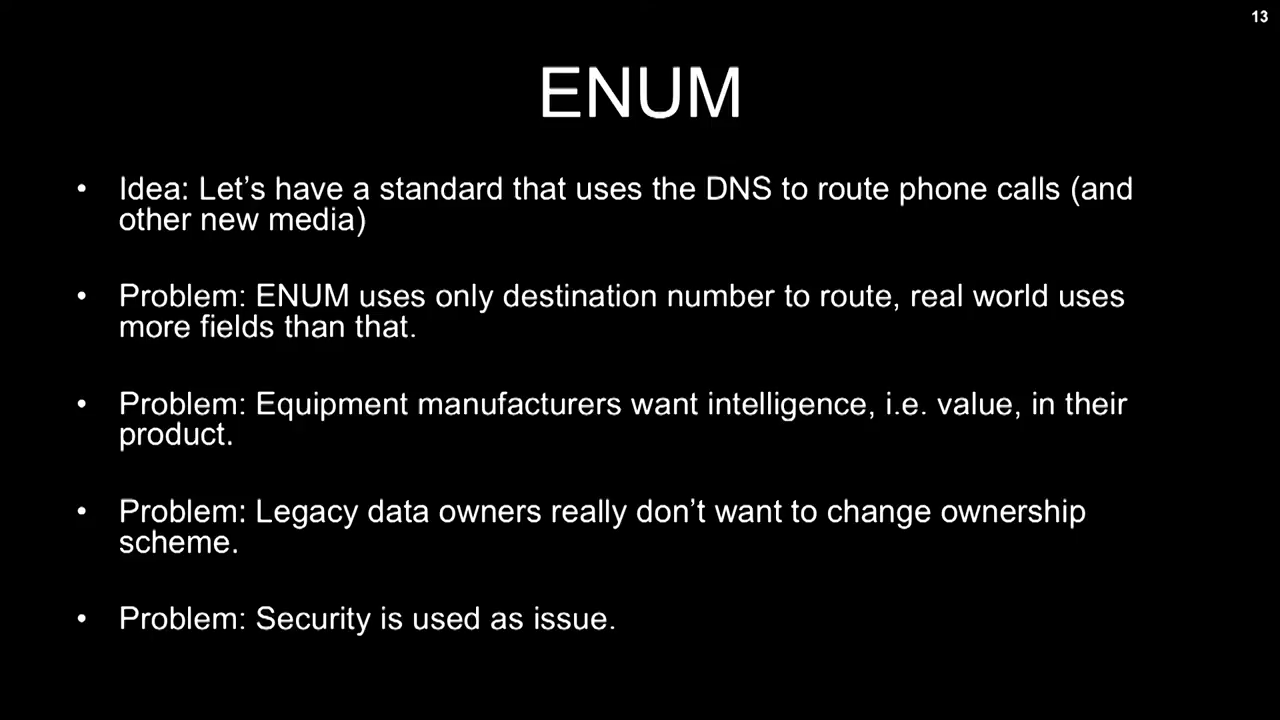 13
ENUM
• Idea: Let’s have a standard that uses the DNS to route phone calls (and
other new media)
• Problem: ENUM uses only destination number to route, real world uses
more fields than that.
• Problem: Equipment manufacturers want intelligence, i.e. value, in their
product.
• Problem: Legacy data owners really don’t want to change ownership
scheme.
• Problem: Security is used as issue.